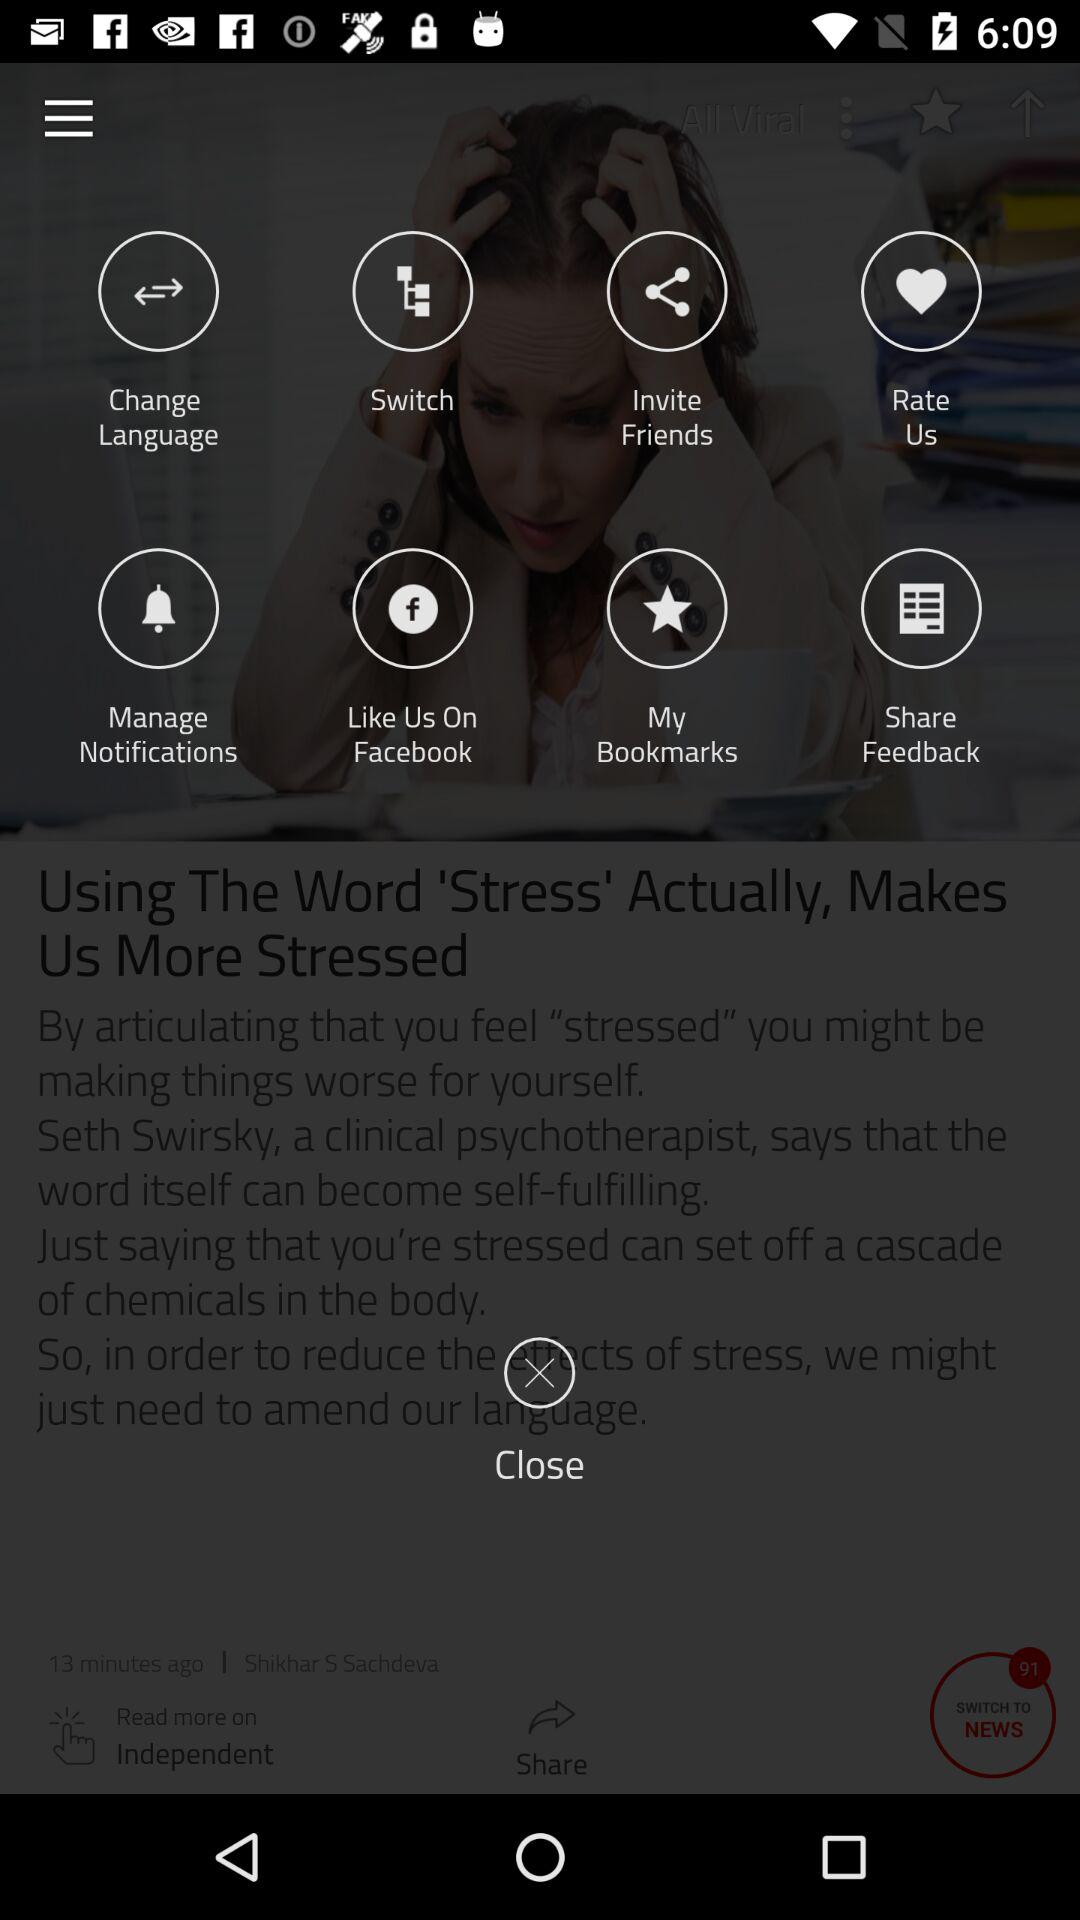 FAKE
6:09
All Viral
Change
Language
Switch
Invite
Friends
Rate
Us
Manage
Notifications
Like Us On
Facebook
My
Bookmarks
Share
Feedback
Using The Word 'Stress' Actually, Makes
Us More Stressed
By articulating that you feel “stressed” you might be
making things worse for yourself.
Seth Swirsky, a clinical psychotherapist, says that the
word itself can become self-fulfilling.
Just saying that you’re stressed can set off a cascade
of chemicals in the body.
So, in order to reduce the effects of stress, we might
just need to amend our language.
Close
13 minutes ago | Shikhar S Sachdeva
91
Read more on
Independent
Share
SWITCH TO
NEWS